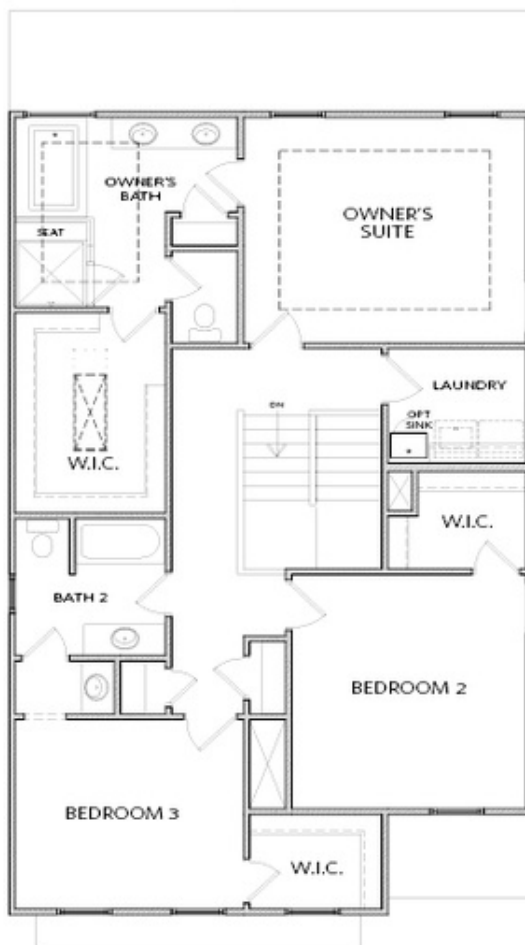 OWNER'S
BATH
SEAT
OWNER'S
SUITE
LAUNDRY
OPT
SINK
DN
W.I.C.
W.I.C.
BATH 2
BEDROOM 2
BEDROOM 3
W.I.C.